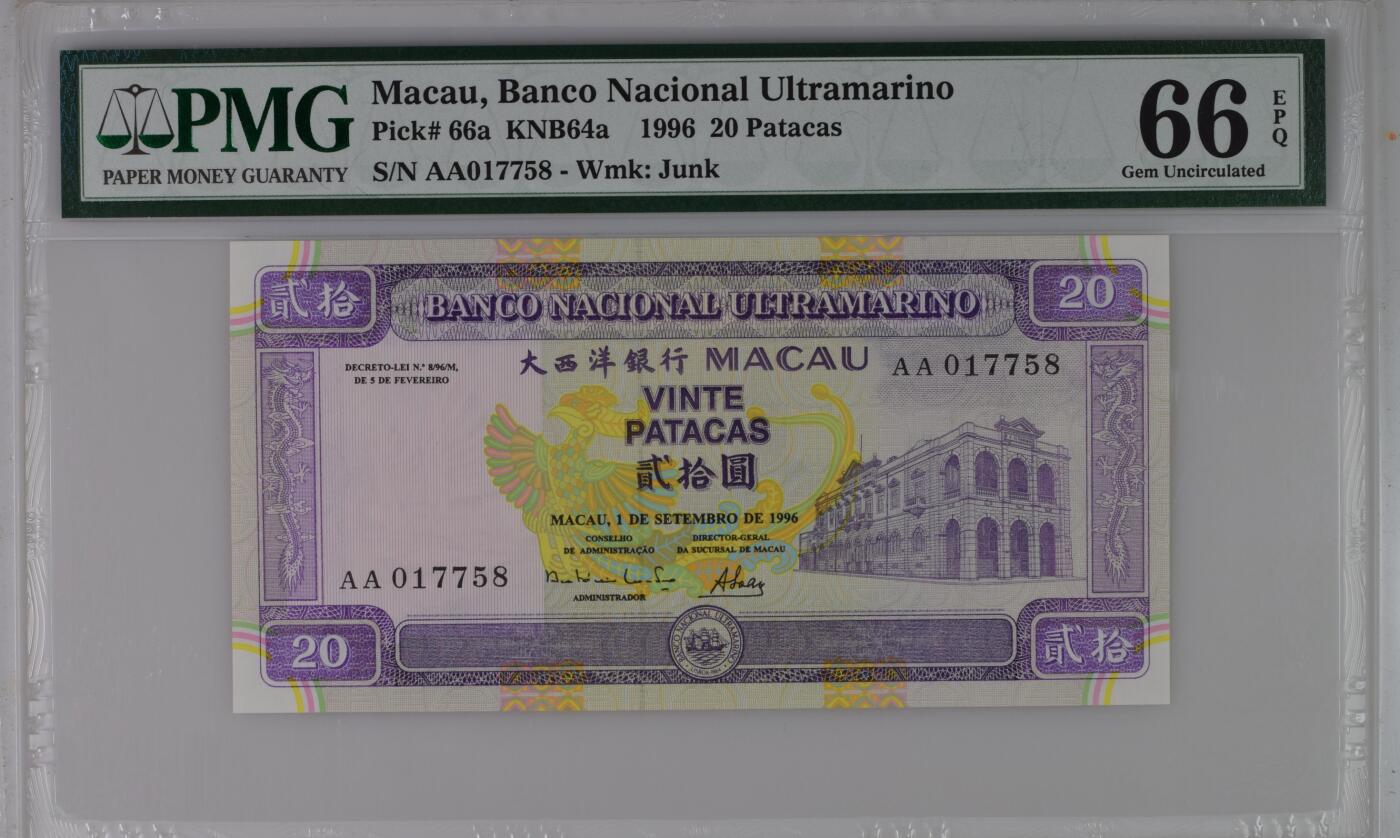 PMG
PAPER MONEY GUARANTY
Macau, Banco Nacional Ultramarino
Pick# 66a KNB64a 1996 20 Patacas
S/N AA017758 - Wmk: Junk
66
EPQ
Gem Uncirculated
貳拾
BANCO NACIONAL ULTRAMARINO
20
DECRETO-LEI N.º 8/96/M,
DE 5 DE FEVEREIRO
大西洋銀行 MACAU
AA 017758
VINTE
PATACAS
貳拾圓
MACAU, 1 DE SETEMBRO DE 1996
CONSELHO
DE ADMINISTRAÇÃO
DIRECTOR-GERAL
DA SUCURSAL DE MACAU
AA 017758
ADMINISTRADOR
20
BANCO NACIONAL ULTRAMARINO
貳拾